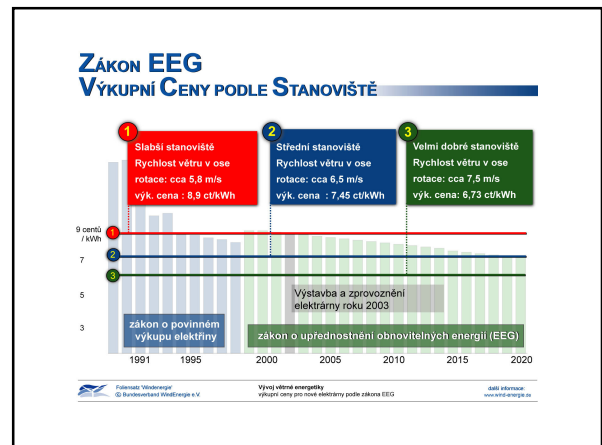 ZÁKON EEG
VÝKUPNÍ CENY PODLE STANOVIŠTĚ
1
Slabší stanoviště
Rychlost větru v ose
rotace: cca 5,8 m/s
výk. cena : 8,9 ct/kWh
2
Střední stanoviště
Rychlost větru v ose
rotace: cca 6,5 m/s
výk. cena : 7,45 ct/kWh
3
Velmi dobré stanoviště
Rychlost větru v ose
rotace: cca 7,5 m/s
výk. cena: 6,73 ct/kWh
9 centů
/ kWh
1
2
7
3
5
3
Výstavba a zprovoznění
elektrárny roku 2003
zákon o povinném
výkupu elektřiny
zákon o upřednostnění obnovitelných energií (EEG)
1991 1995 2000 2005 2010 2015 2020
Foliensatz 'Windenergie'
© Bundesverband WindEnergie e.V.
Vývoj větrné energetiky
výkupní ceny pro nové elektrárny podle zákona EEG
další informace:
www.wind-energie.de